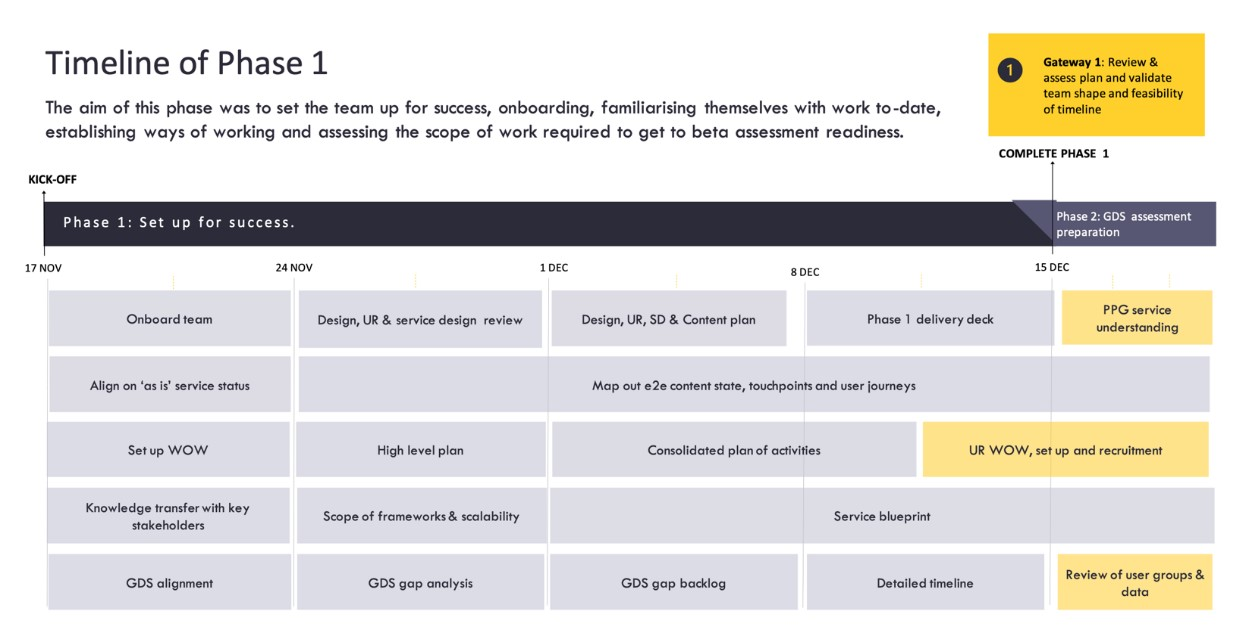 Timeline of Phase 1
The aim of this phase was to set the team up for success, onboarding, familiarising themselves with work to-date,
establishing ways of working and assessing the scope of work required to get to beta assessment readiness.
1
Gateway 1: Review &
assess plan and validate
team shape and feasibility
of timeline
COMPLETE PHASE 1
KICK-OFF
Phase 1: Set up for success.
Phase 2: GDS assessment
preparation
17 NOV
24 NOV
1 DEC
8 DEC
15 DEC
Onboard team
Design, UR & service design review
Design, UR, SD & Content plan
Phase 1 delivery deck
PPG service
understanding
Align on ‘as is’ service status
Map out e2e content state, touchpoints and user journeys
Set up WOW
High level plan
Consolidated plan of activities
UR WOW, set up and recruitment
Knowledge transfer with key
stakeholders
Scope of frameworks & scalability
Service blueprint
GDS alignment
GDS gap analysis
GDS gap backlog
Detailed timeline
Review of user groups &
data